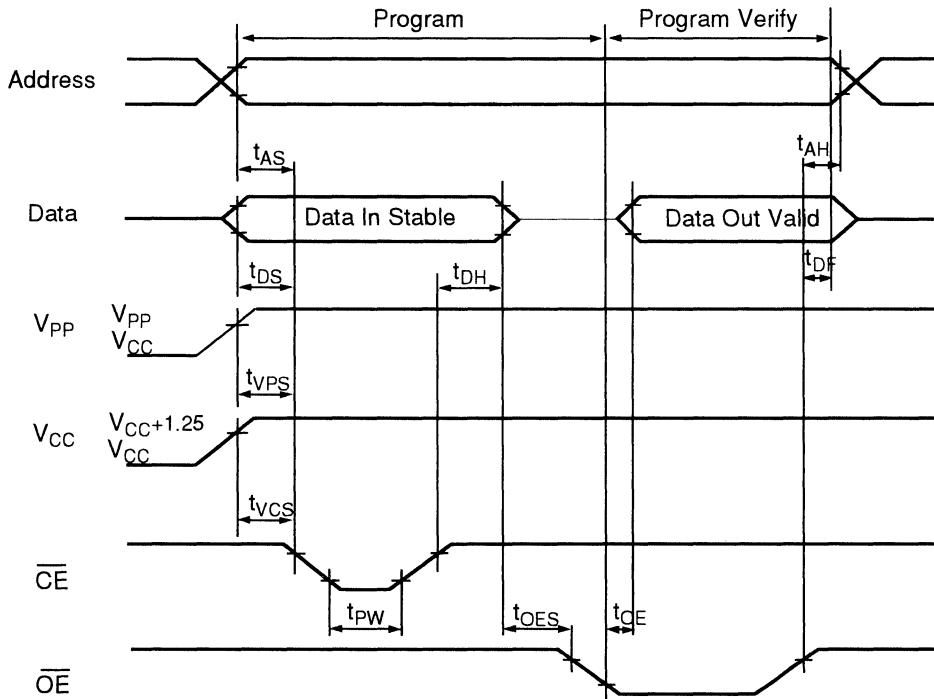 Program
Program Verify
Address
tAS
tAH
Data
Data In Stable
Data Out Valid
tDS
tDH
tDF
VPP
VPP
VCC
tVPS
VCC
VCC+1.25
VCC
tVCS
CE
tPW
tOES
tOE
OE